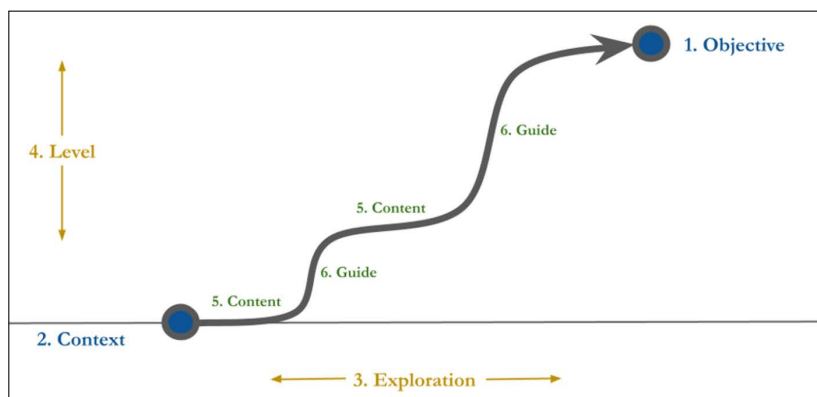 1. Objective
6. Guide
4. Level
5. Content
6. Guide
5. Content
2. Context
3. Exploration